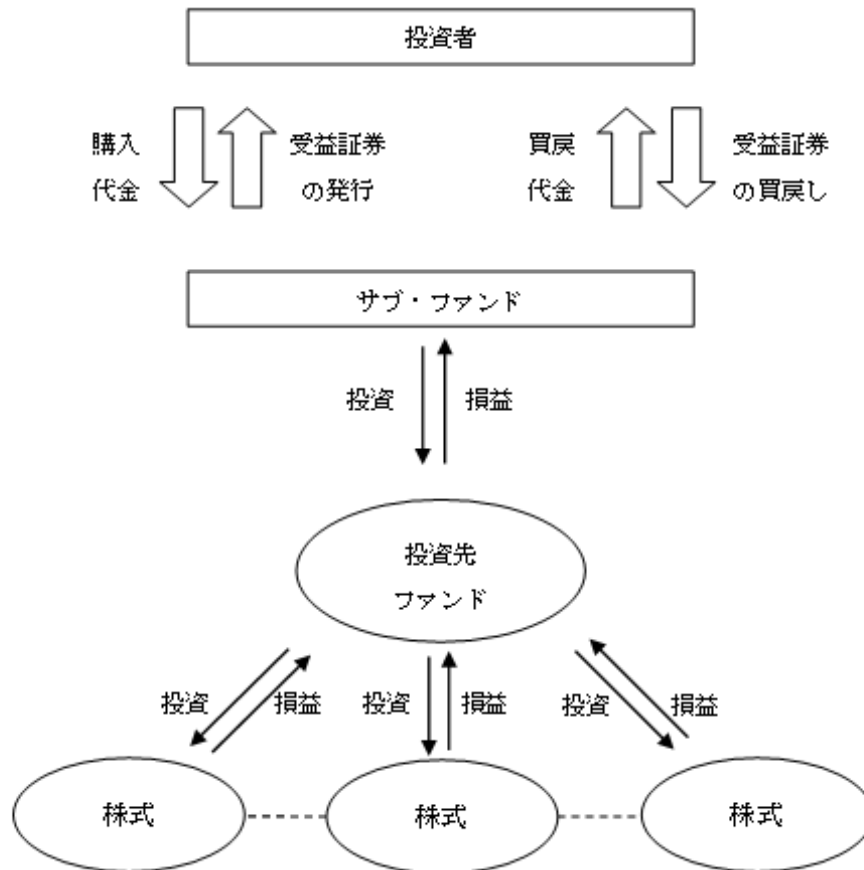 投資者
購入
代金
受益証券
の発行
買戻
代金
受益証券
の買戻し
サブ・ファンド
投資
損益
投資先
ファンド
投資
損益
投資
損益
投資
損益
株式
株式
株式